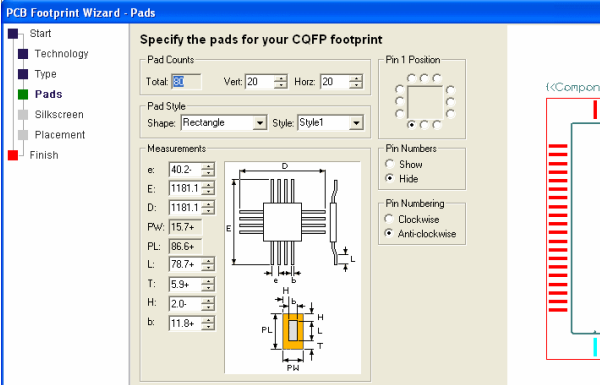 PCB Footprint Wizard - Pads
Start
Technology
Type
Pads
Silkscreen
Placement
Finish
Specify the pads for your CQFP footprint
Pad Counts
Total: 80 Vert: 20 Horz: 20
Pad Style
Shape: Rectangle Style: Style1
Measurements
e: 40.2-
E: 1181.1
D: 1181.1
PW: 15.7+
PL: 86.6+
L: 78.7+
T: 5.9+
H: 2.0-
b: 11.8+
D
E
L
e b
H
b
H
PL
L
T
PW
Pin 1 Position
Pin Numbers
Show
Hide
Pin Numbering
Clockwise
Anti-clockwise
{<Compon